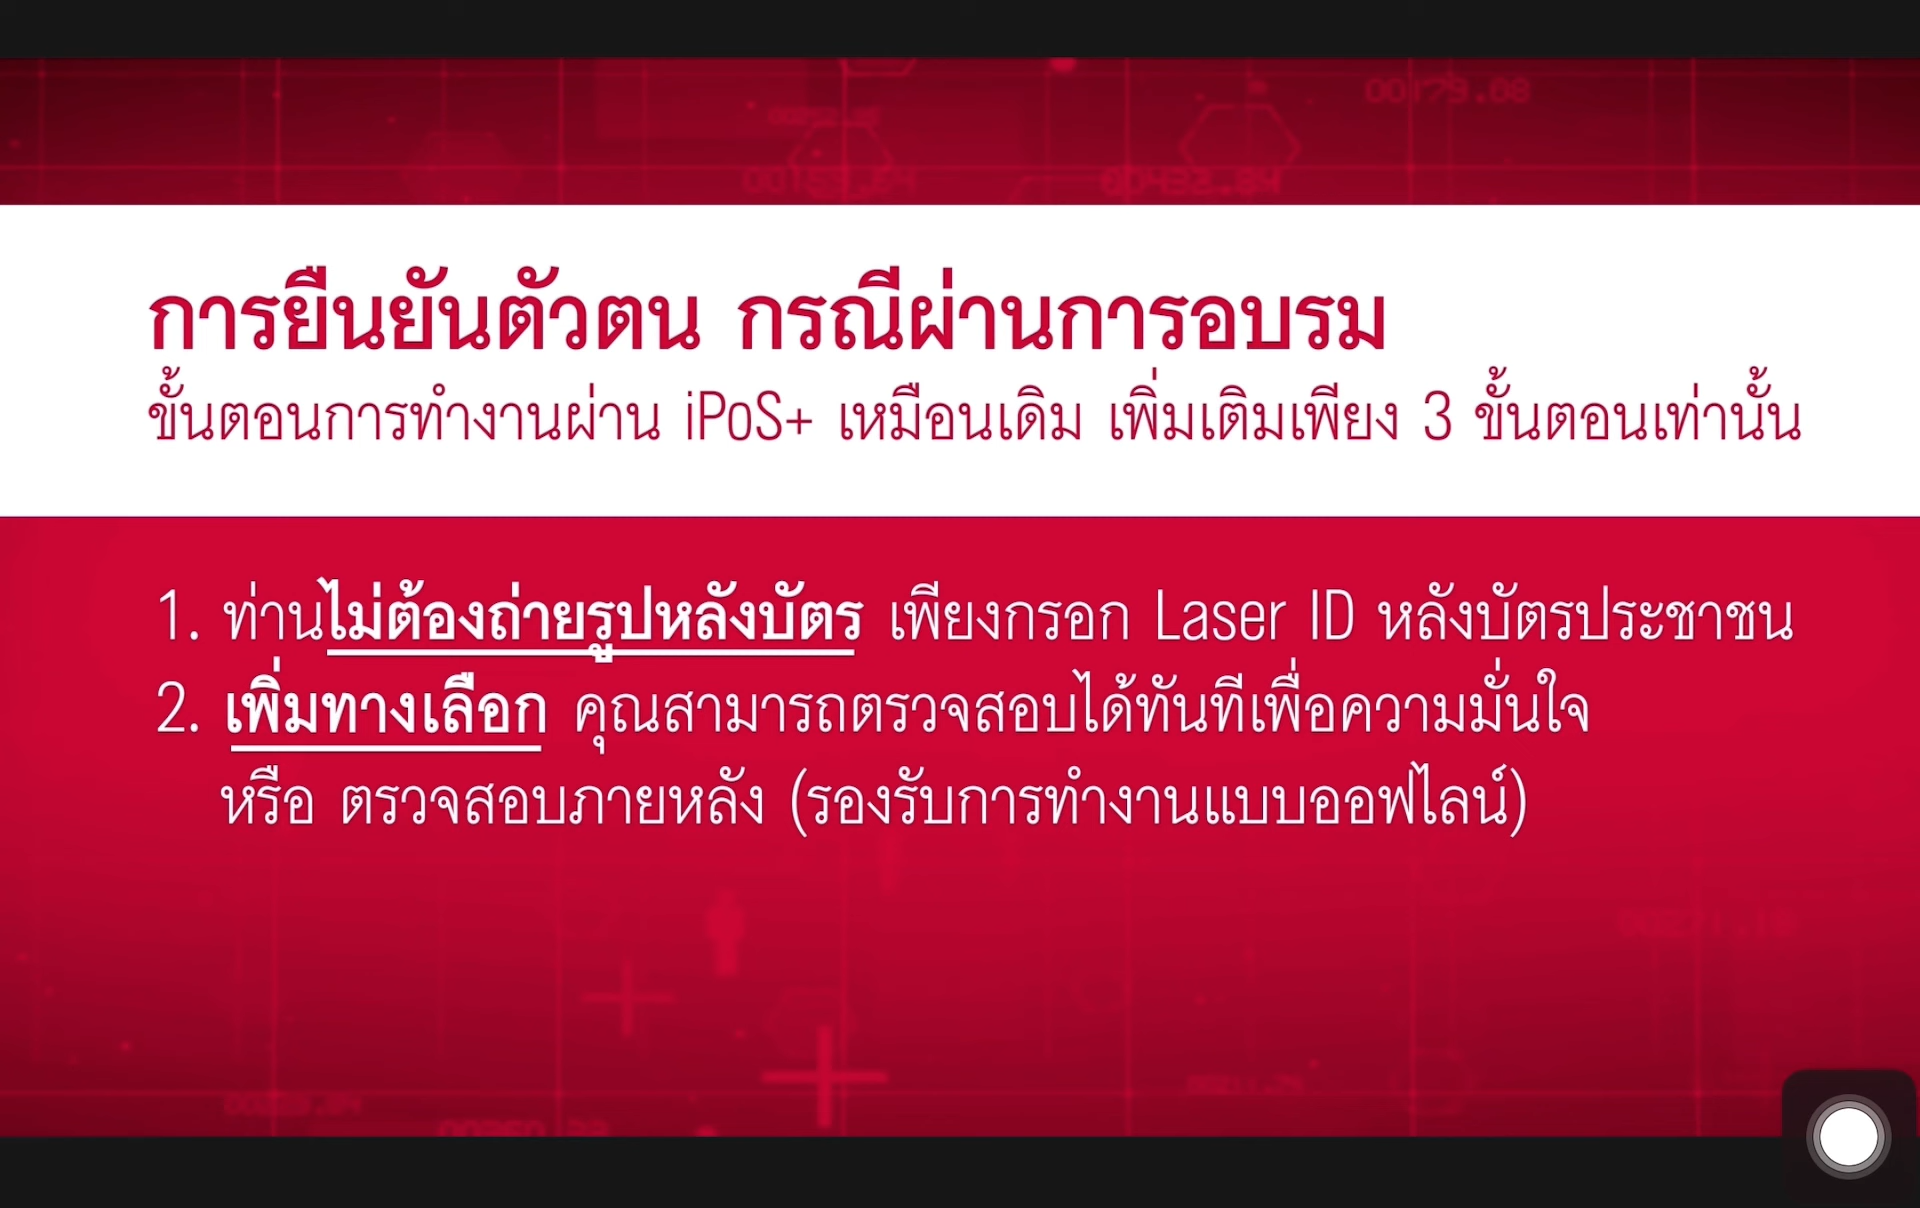 การยืนยันตัวตน กรณีผ่านการอบรม
ขั้นตอนการทำงานผ่าน iPoS+ เหมือนเดิม เพิ่มเติมเพียง 3 ขั้นตอนเท่านั้น
1. ท่านไม่ต้องถ่ายรูปหลังบัตร เพียงกรอก Laser ID หลังบัตรประชาชน
2. เพิ่มทางเลือก คุณสามารถตรวจสอบได้ทันทีเพื่อความมั่นใจ
หรือ ตรวจสอบภายหลัง (รองรับการทำงานแบบออฟไลน์)